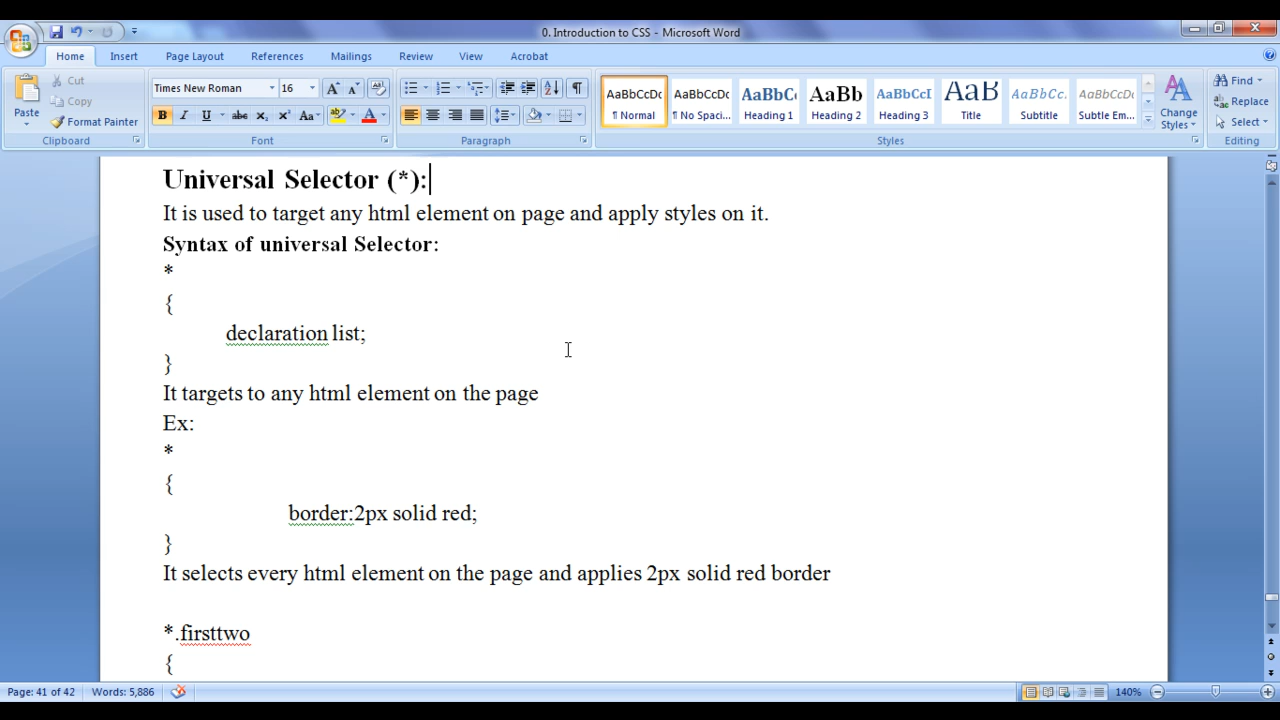 0. Introduction to CSS - Microsoft Word
Home Insert Page Layout References Mailings Review View Acrobat
Paste
Cut
Copy
Format Painter
Clipboard
Times New Roman 16
Font
Paragraph
AaBbCcDc AaBbCcDc AaBbC AaBb AaBbCcI AaB AaBbCc. AaBbCcDc
¶ Normal ¶ No Spaci... Heading 1 Heading 2 Heading 3 Title Subtitle Subtle Em...
Change
Styles
Styles
Find
Replace
Select
Editing
Universal Selector (*):
It is used to target any html element on page and apply styles on it.
Syntax of universal Selector:
*
{
declaration list;
}
It targets to any html element on the page
Ex:
*
{
border:2px solid red;
}
It selects every html element on the page and applies 2px solid red border
*.firsttwo
{
Page: 41 of 42 Words: 5,886 140%